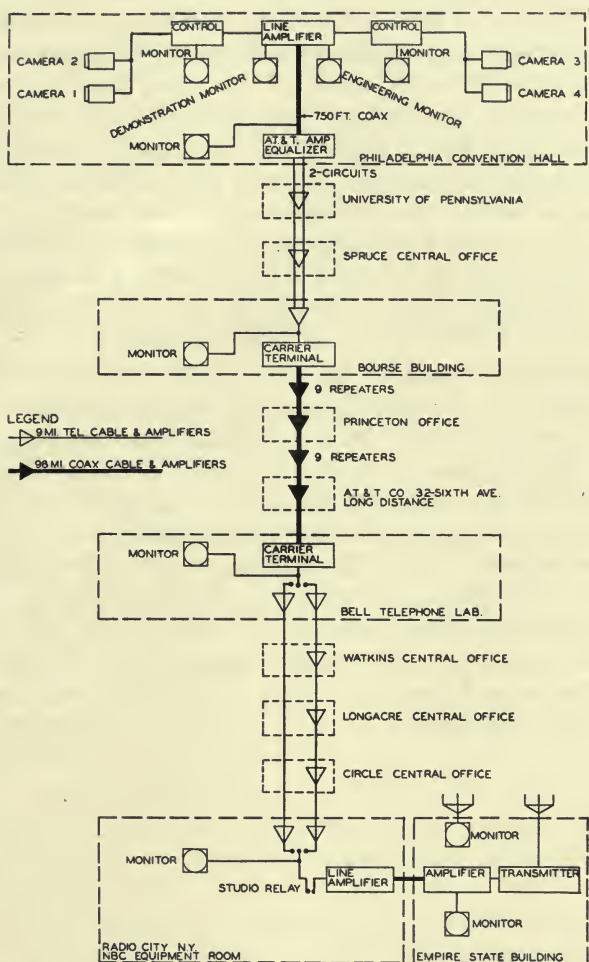 CONTROL
LINE
AMPLIFIER
CONTROL
MONITOR
MONITOR
CAMERA 2
CAMERA 3
CAMERA 1
CAMERA 4
DEMONSTRATION MONITOR
ENGINEERING MONITOR
750 FT. COAX
MONITOR
A.T. & T. AMP
EQUALIZER
PHILADELPHIA CONVENTION HALL
2-CIRCUITS
UNIVERSITY OF PENNSYLVANIA
SPRUCE CENTRAL OFFICE
MONITOR
CARRIER
TERMINAL
BOURSE BUILDING
9 REPEATERS
LEGEND
9 MI. TEL CABLE & AMPLIFIERS
PRINCETON OFFICE
9 REPEATERS
98 MI. COAX CABLE & AMPLIFIERS
A.T. & T CO 32-SIXTH AVE.
LONG DISTANCE
MONITOR
CARRIER
TERMINAL
BELL TELEPHONE LAB.
WATKINS CENTRAL OFFICE
LONGACRE CENTRAL OFFICE
CIRCLE CENTRAL OFFICE
MONITOR
MONITOR
STUDIO RELAY
LINE
AMPLIFIER
AMPLIFIER
TRANSMITTER
MONITOR
RADIO CITY N.Y.
NBC EQUIPMENT ROOM
EMPIRE STATE BUILDING